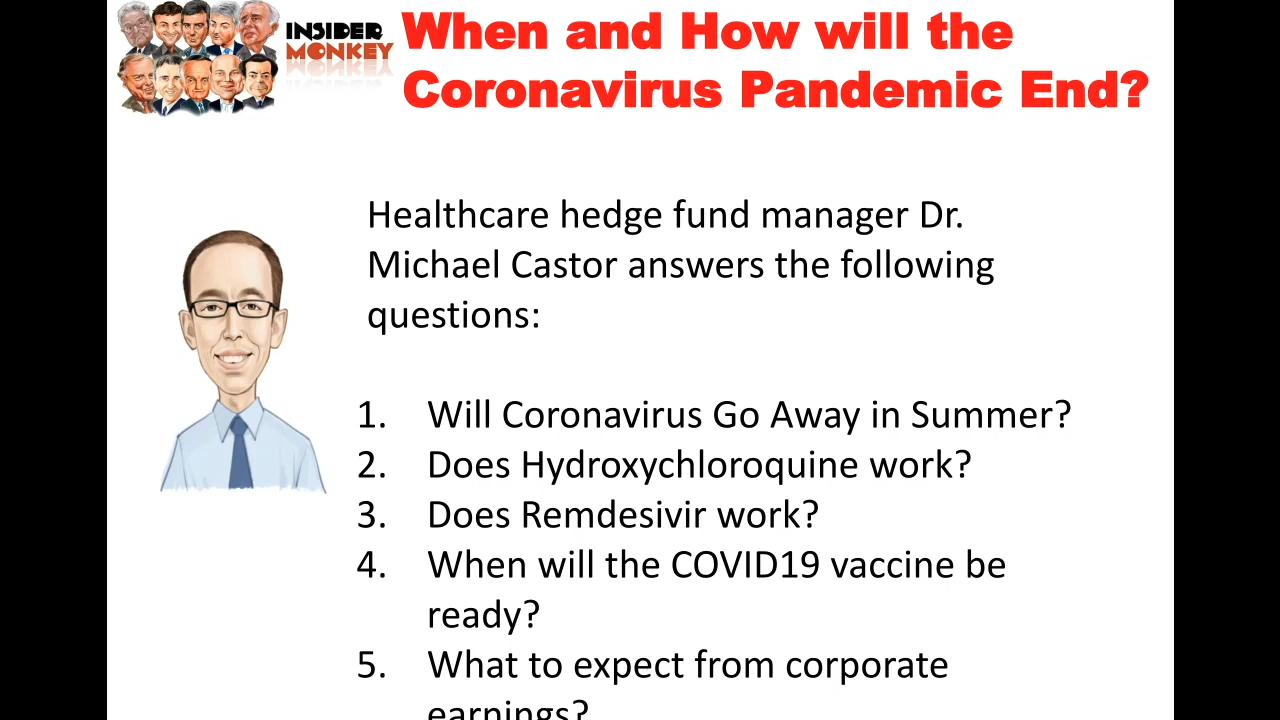 INSIDER
MONKEY
When and How will the
Coronavirus Pandemic End?
Healthcare hedge fund manager Dr.
Michael Castor answers the following
questions:
1. Will Coronavirus Go Away in Summer?
2. Does Hydroxychloroquine work?
3. Does Remdesivir work?
4. When will the COVID19 vaccine be
ready?
5. What to expect from corporate
earnings?